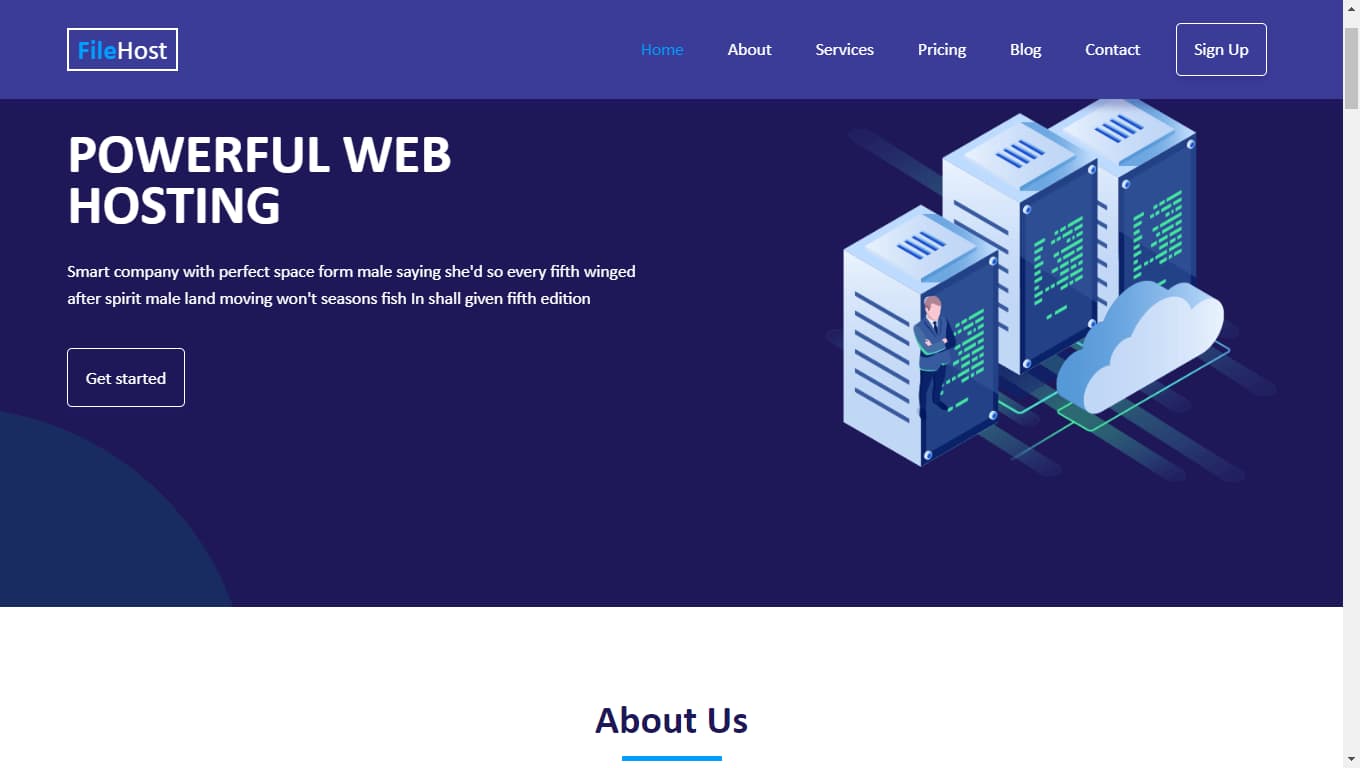 FileHost
Home
About
Services
Pricing
Blog
Contact
Sign Up
POWERFUL WEB
HOSTING
Smart company with perfect space form male saying she'd so every fifth winged
after spirit male land moving won't seasons fish In shall given fifth edition
Get started
About Us